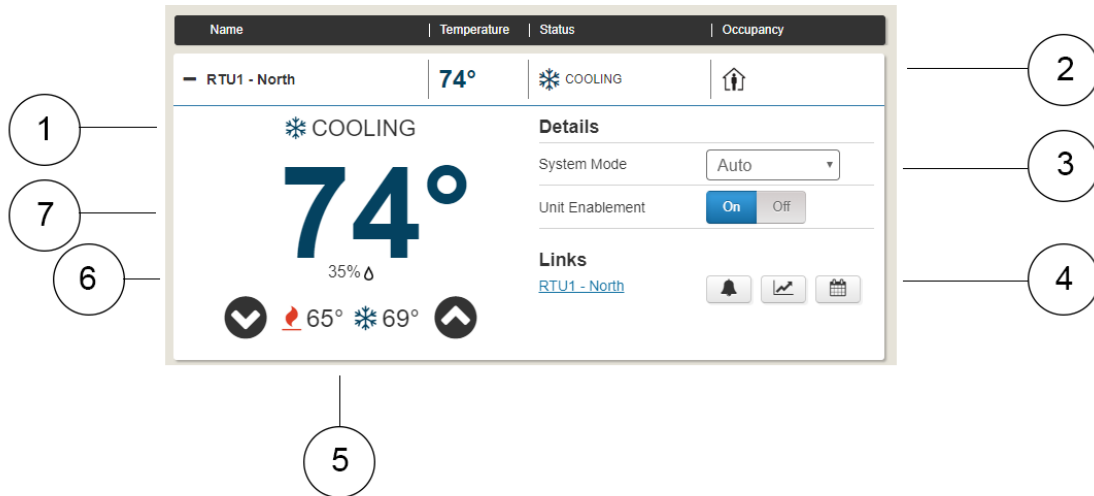 Name Temperature Status Occupancy
RTU1 - North 74° COOLING
2
1
COOLING
Details
System Mode Auto
3
74°
7
Unit Enablement On Off
6
35%
Links
RTU1 - North
4
65° 69°
5